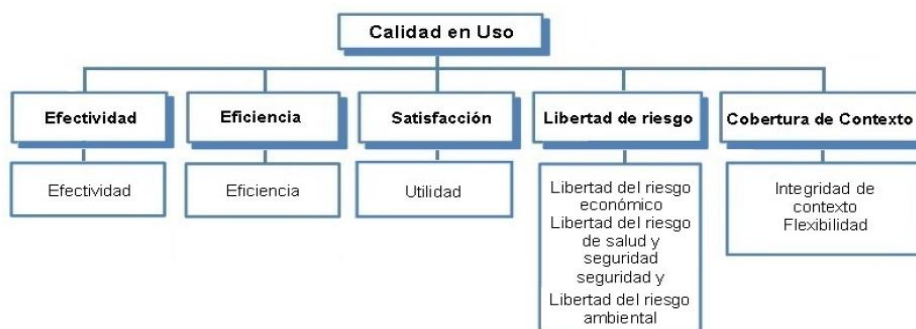 Calidad en Uso
Efectividad
Eficiencia
Satisfacción
Libertad de riesgo
Cobertura de Contexto
Efectividad
Eficiencia
Utilidad
Libertad del riesgo
económico
Libertad del riesgo
de salud y
seguridad
seguridad y
Libertad del riesgo
ambiental
Integridad de
contexto
Flexibilidad